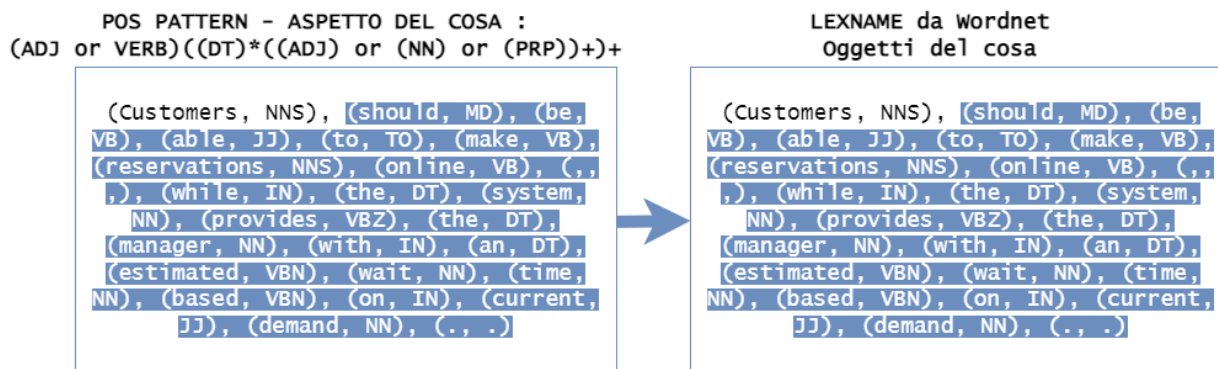 POS PATTERN - ASPETTO DEL COSA :
(ADJ or VERB)((DT)*((ADJ) or (NN) or (PRP))+)+
(Customers, NNS), (should, MD), (be,
VB), (able, JJ), (to, TO), (make, VB),
(reservations, NNS), (online, VB), (,,
,), (while, IN), (the, DT), (system,
NN), (provides, VBZ), (the, DT),
(manager, NN), (with, IN), (an, DT),
(estimated, VBN), (wait, NN), (time,
NN), (based, VBN), (on, IN), (current,
JJ), (demand, NN), (., .)
LEXNAME da Wordnet
Oggetti del cosa
(Customers, NNS), (should, MD), (be,
VB), (able, JJ), (to, TO), (make, VB),
(reservations, NNS), (online, VB), (,,
,), (while, IN), (the, DT), (system,
NN), (provides, VBZ), (the, DT),
(manager, NN), (with, IN), (an, DT),
(estimated, VBN), (wait, NN), (time,
NN), (based, VBN), (on, IN), (current,
JJ), (demand, NN), (., .)